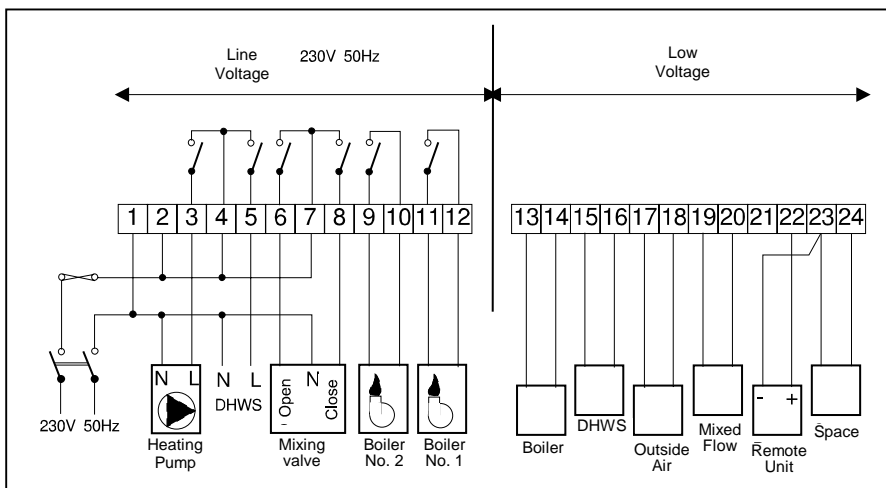 Line 230V 50Hz Low
Voltage Voltage
1 2 3 4 5 6 7 8 9 10 11 12 13 14 15 16 17 18 19 20 21 22 23 24
N L N L Open N Close - +
DHWS
230V 50Hz
Heating Pump
Mixing valve
Boiler No. 2
Boiler No. 1
Boiler
DHWS
Outside Air
Mixed Flow
Remote Unit
Space